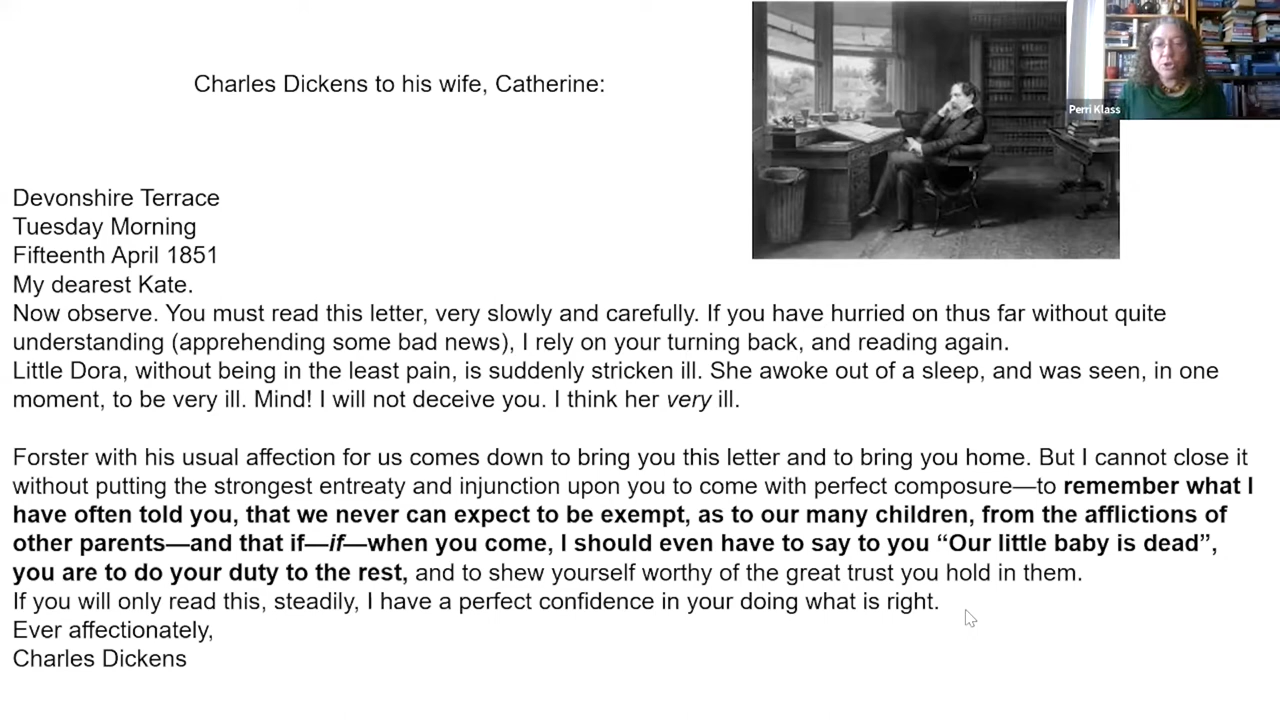 Charles Dickens to his wife, Catherine:
Perri Klass
Devonshire Terrace
Tuesday Morning
Fifteenth April 1851
My dearest Kate.
Now observe. You must read this letter, very slowly and carefully. If you have hurried on thus far without quite
understanding (apprehending some bad news), I rely on your turning back, and reading again.
Little Dora, without being in the least pain, is suddenly stricken ill. She awoke out of a sleep, and was seen, in one
moment, to be very ill. Mind! I will not deceive you. I think her very ill.
Forster with his usual affection for us comes down to bring you this letter and to bring you home. But I cannot close it
without putting the strongest entreaty and injunction upon you to come with perfect composure—to remember what I
have often told you, that we never can expect to be exempt, as to our many children, from the afflictions of
other parents—and that if—if—when you come, I should even have to say to you “Our little baby is dead”,
you are to do your duty to the rest, and to shew yourself worthy of the great trust you hold in them.
If you will only read this, steadily, I have a perfect confidence in your doing what is right.
Ever affectionately,
Charles Dickens